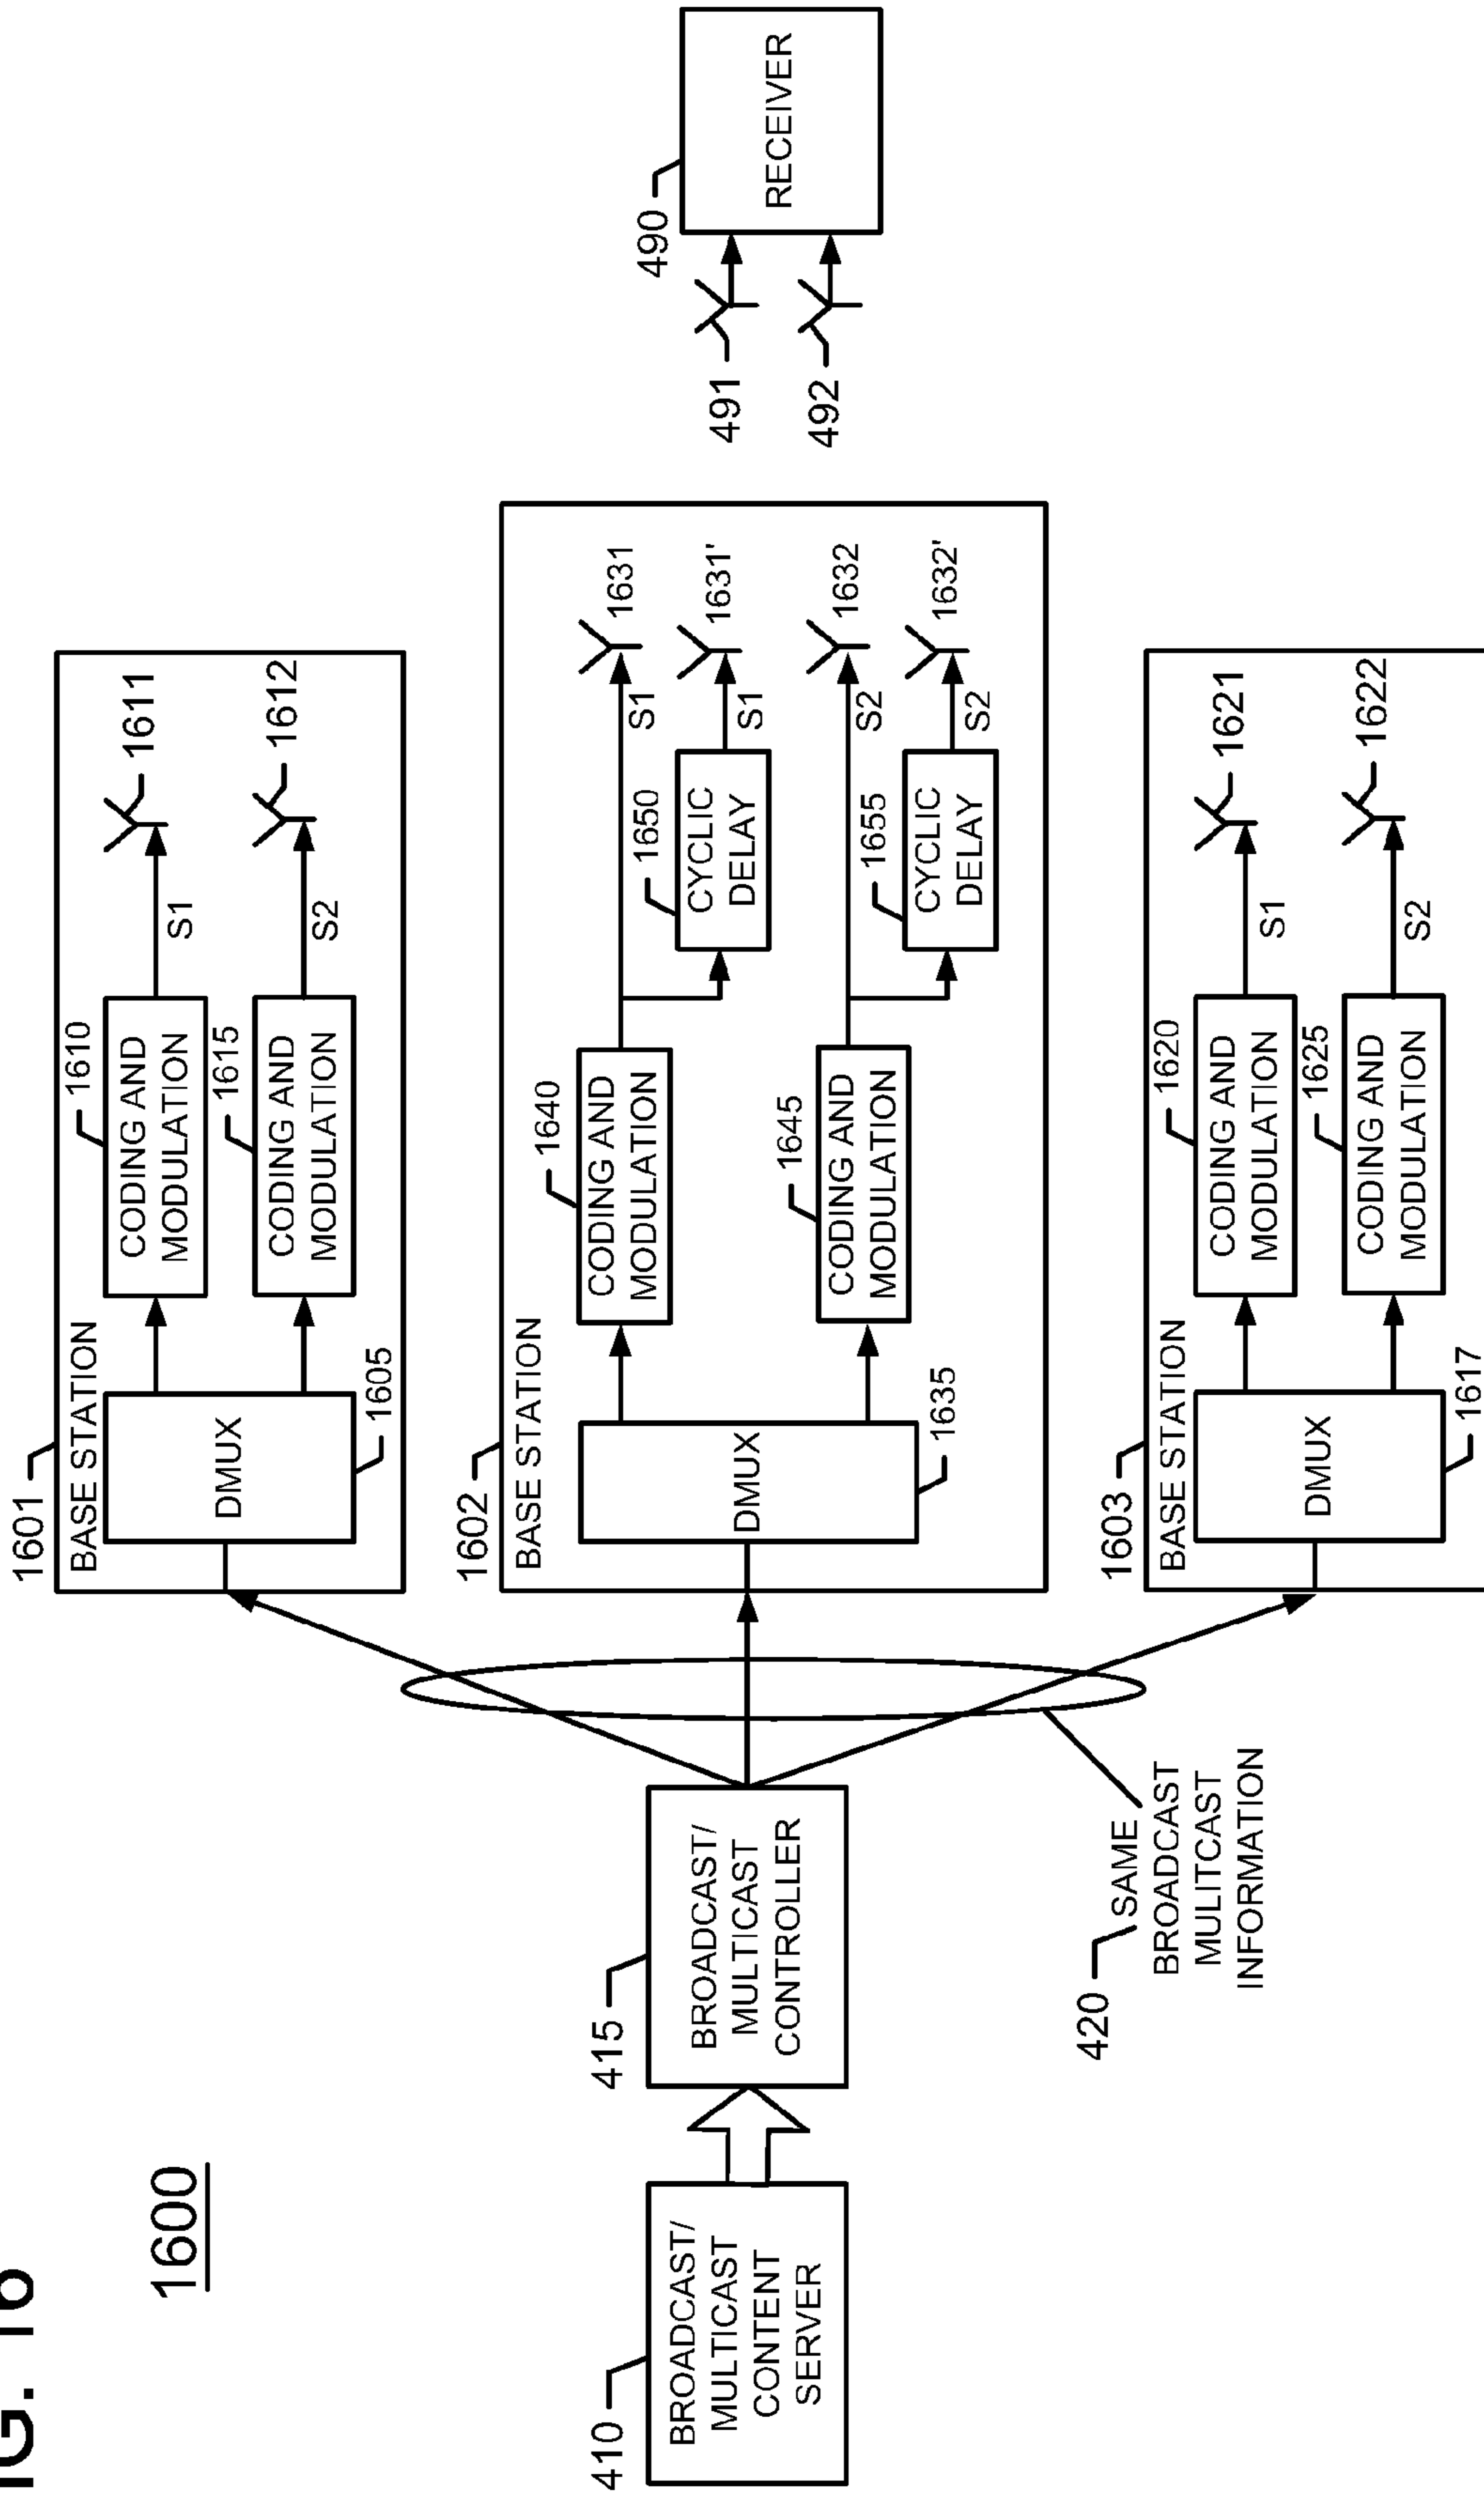 FIG. 16
1600
410
BROADCAST/
MULTICAST
CONTENT
SERVER
415
BROADCAST/
MULTICAST
CONTROLLER
420
SAME
BROADCAST
MULITCAST
INFORMATION
1601
BASE STATION
DMUX
1605
1610
CODING AND
MODULATION
S1
1611
1615
CODING AND
MODULATION
S2
1612
1602
BASE STATION
DMUX
1635
1640
CODING AND
MODULATION
S1
1631
1650
CYCLIC
DELAY
S1
1631'
1645
CODING AND
MODULATION
S2
1632
1655
CYCLIC
DELAY
S2
1632'
1603
BASE STATION
DMUX
1617
1620
CODING AND
MODULATION
S1
1621
1625
CODING AND
MODULATION
S2
1622
491
492
490
RECEIVER